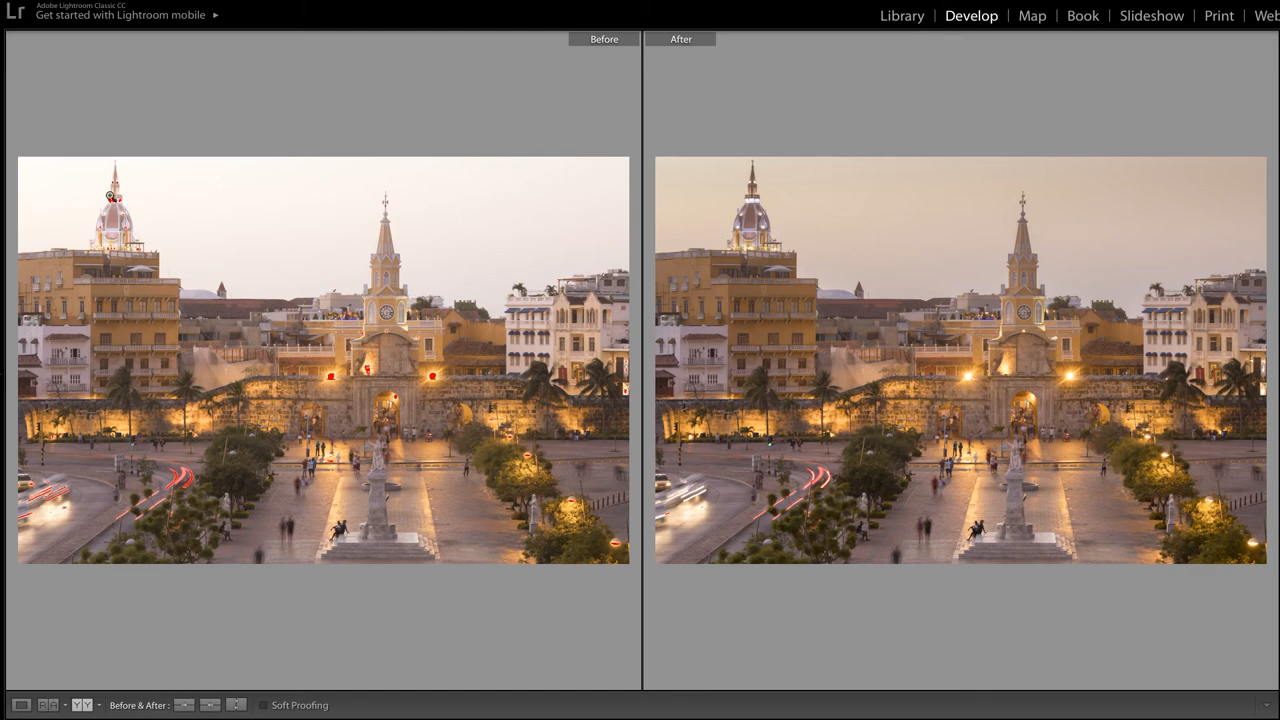 Lr
Adobe Lightroom Classic CC
Get started with Lightroom mobile
Library | Develop | Map | Book | Slideshow | Print | Web
Before
After
Before & After :
Soft Proofing